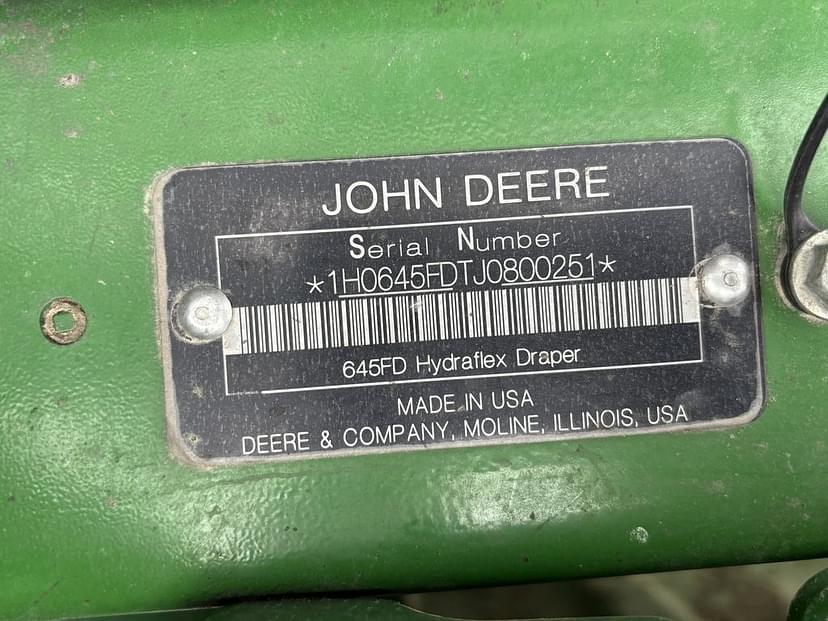 JOHN DEERE
Serial Number
*1H0645FDTJ0800251*
645FD Hydraflex Draper
MADE IN USA
DEERE & COMPANY, MOLINE, ILLINOIS, USA